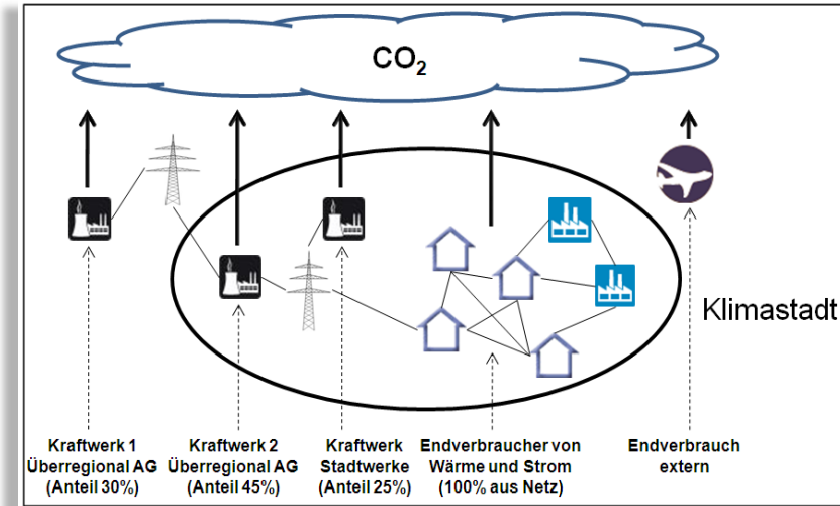 CO₂
Klimastadt
Kraftwerk 1
Überregional AG
(Anteil 30%)
Kraftwerk 2
Überregional AG
(Anteil 45%)
Kraftwerk
Stadtwerke
(Anteil 25%)
Endverbraucher von
Wärme und Strom
(100% aus Netz)
Endverbrauch
extern